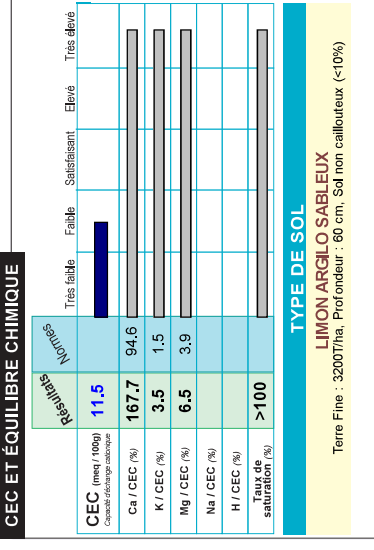 CEC ET ÉQUILIBRE CHIMIQUE
Résultats Normes Très faible Faible Satisfaisant Elevé Très élevé
CEC (meq / 100g) 11.5
Capacité d'échange cationique
Ca / CEC (%) 167.7 94.6
K / CEC (%) 3.5 1.5
Mg / CEC (%) 6.5 3.9
Na / CEC (%)
H / CEC (%)
Taux de
saturation (%) >100
TYPE DE SOL
LIMON ARGILO SABLEUX
Terre Fine : 3200T/ha, Profondeur : 60 cm, Sol non caillouteux (<10%)